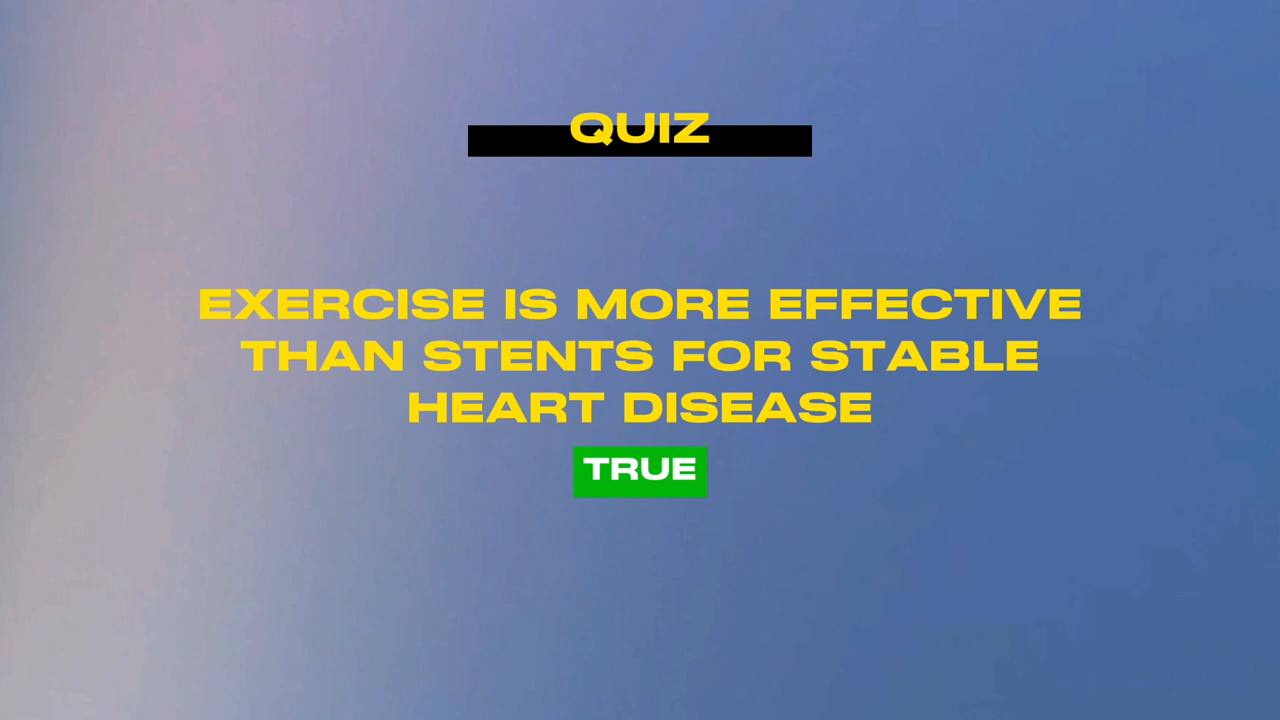 QUIZ
EXERCISE IS MORE EFFECTIVE
THAN STENTS FOR STABLE
HEART DISEASE
TRUE